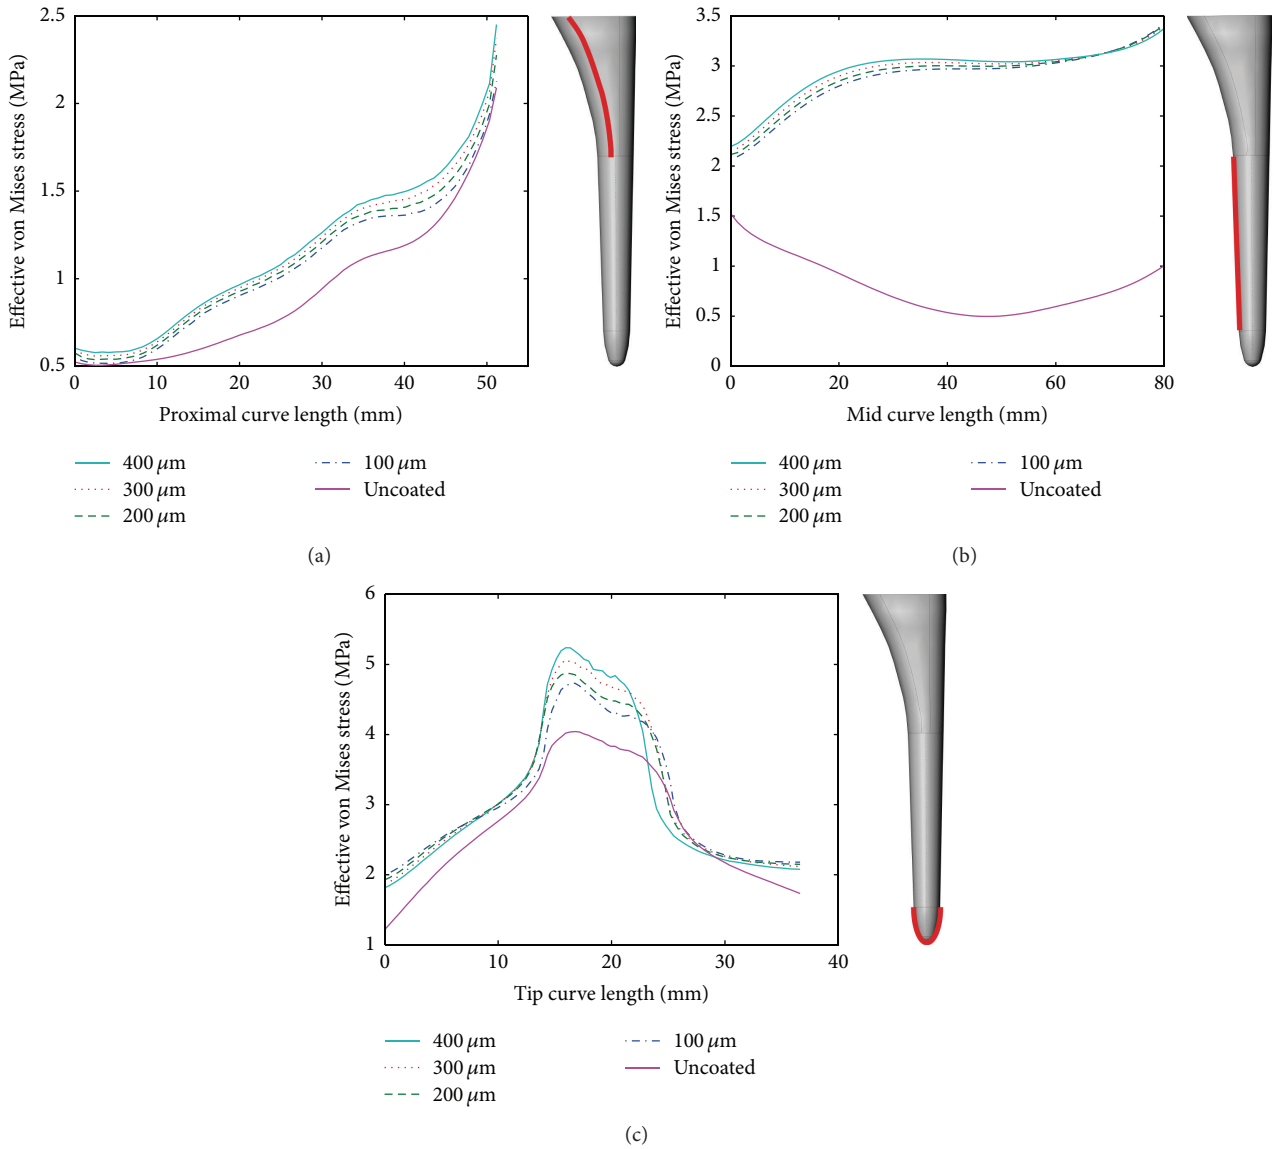 2.5
2
1.5
1
0.5
Effective von Mises stress (MPa)
0 10 20 30 40 50
Proximal curve length (mm)
400 μm
300 μm
200 μm
100 μm
Uncoated
(a)
3.5
3
2.5
2
1.5
1
0.5
0
Effective von Mises stress (MPa)
0 20 40 60 80
Mid curve length (mm)
400 μm
300 μm
200 μm
100 μm
Uncoated
(b)
6
5
4
3
2
1
Effective von Mises stress (MPa)
0 10 20 30 40
Tip curve length (mm)
400 μm
300 μm
200 μm
100 μm
Uncoated
(c)